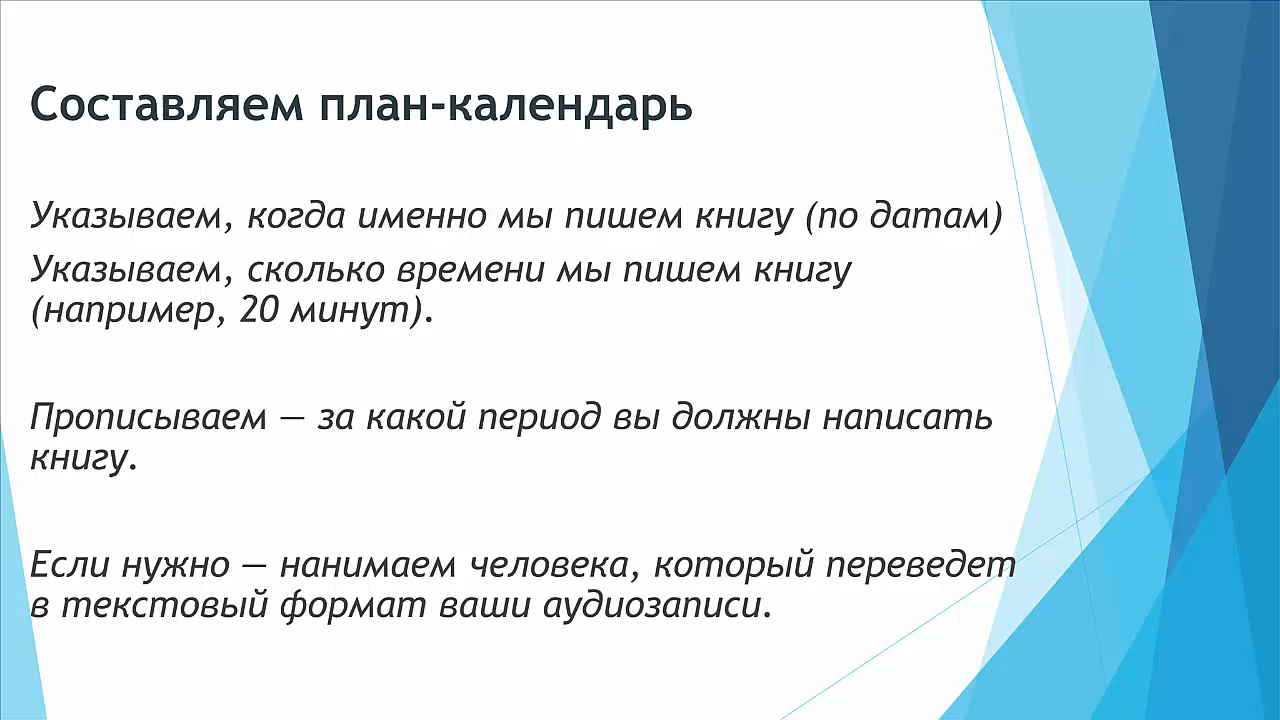 Составляем план-календарь
Указываем, когда именно мы пишем книгу (по датам)
Указываем, сколько времени мы пишем книгу
(например, 20 минут).
Прописываем — за какой период вы должны написать
книгу.
Если нужно — нанимаем человека, который переведет
в текстовый формат ваши аудиозаписи.